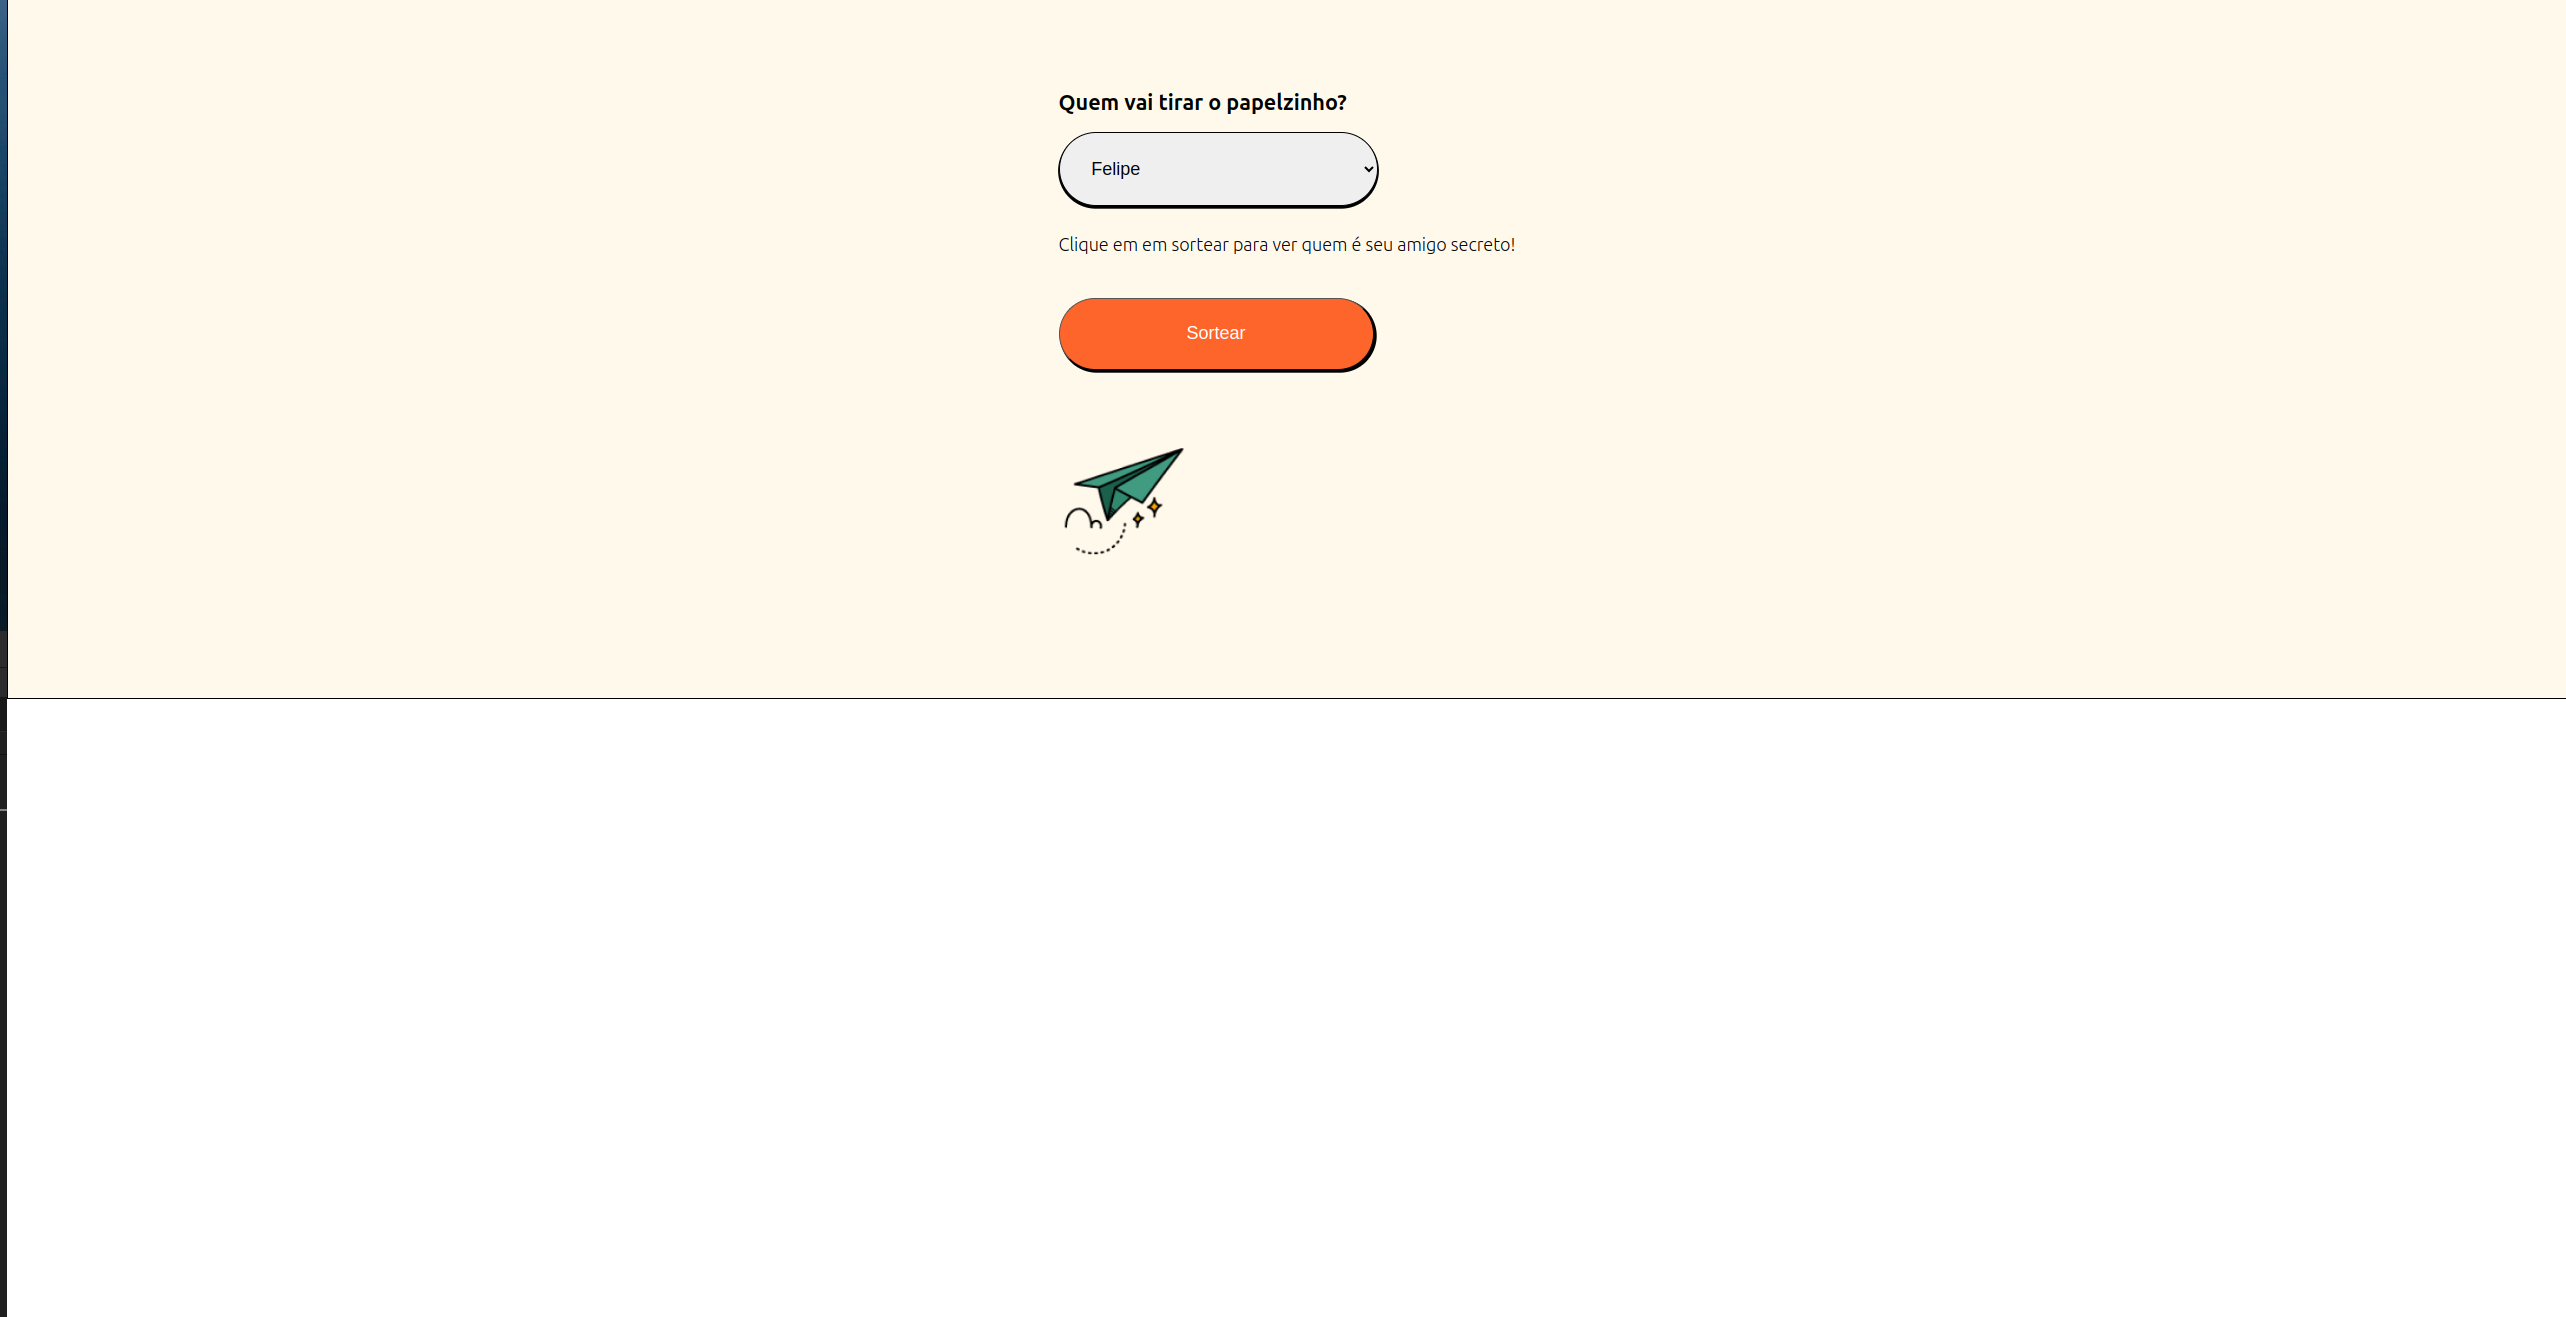 Quem vai tirar o papelzinho?
Felipe
Clique em em sortear para ver quem é seu amigo secreto!
Sortear